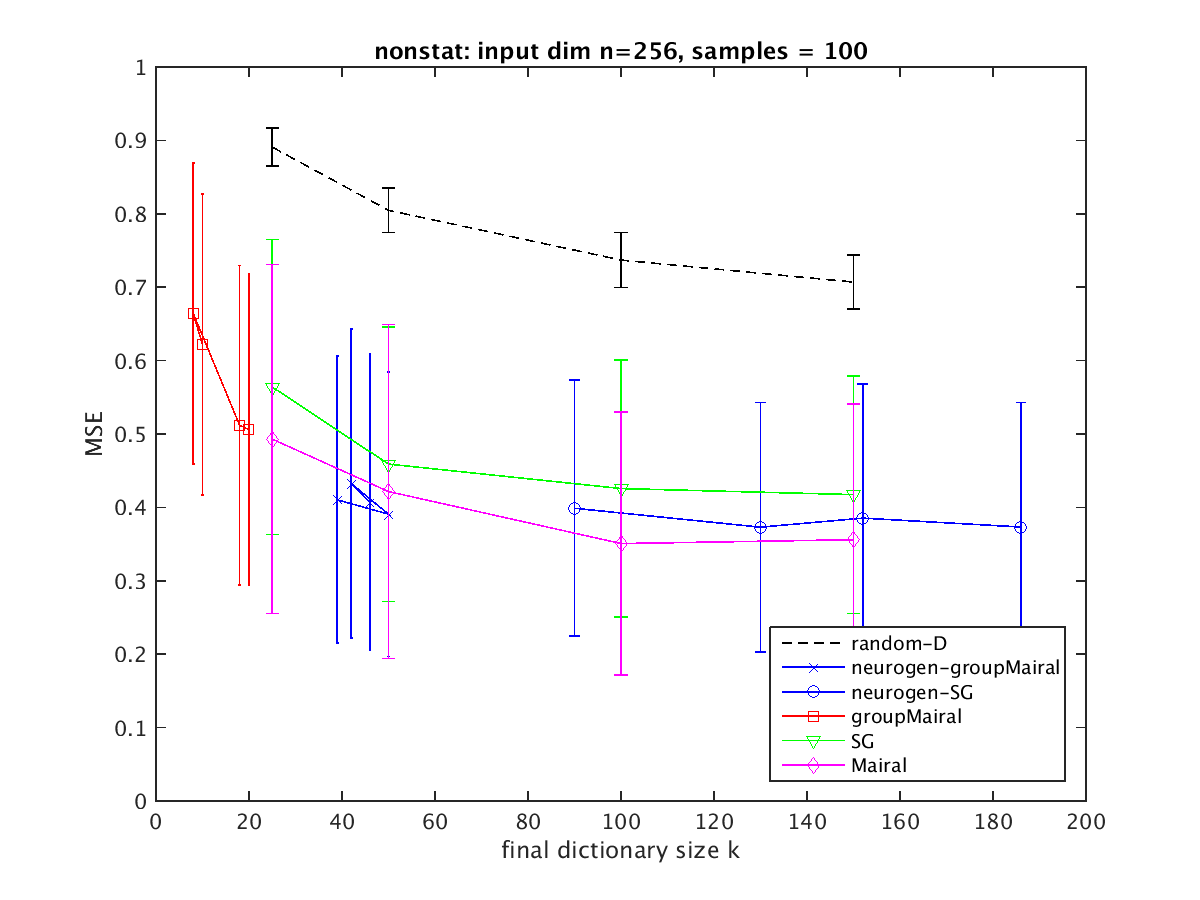 nonstat: input dim n=256, samples = 100
1
0.9
0.8
0.7
0.6
0.5
0.4
0.3
0.2
0.1
0
MSE
random-D
neurogen-groupMairal
neurogen-SG
groupMairal
SG
Mairal
0 20 40 60 80 100 120 140 160 180 200
final dictionary size k